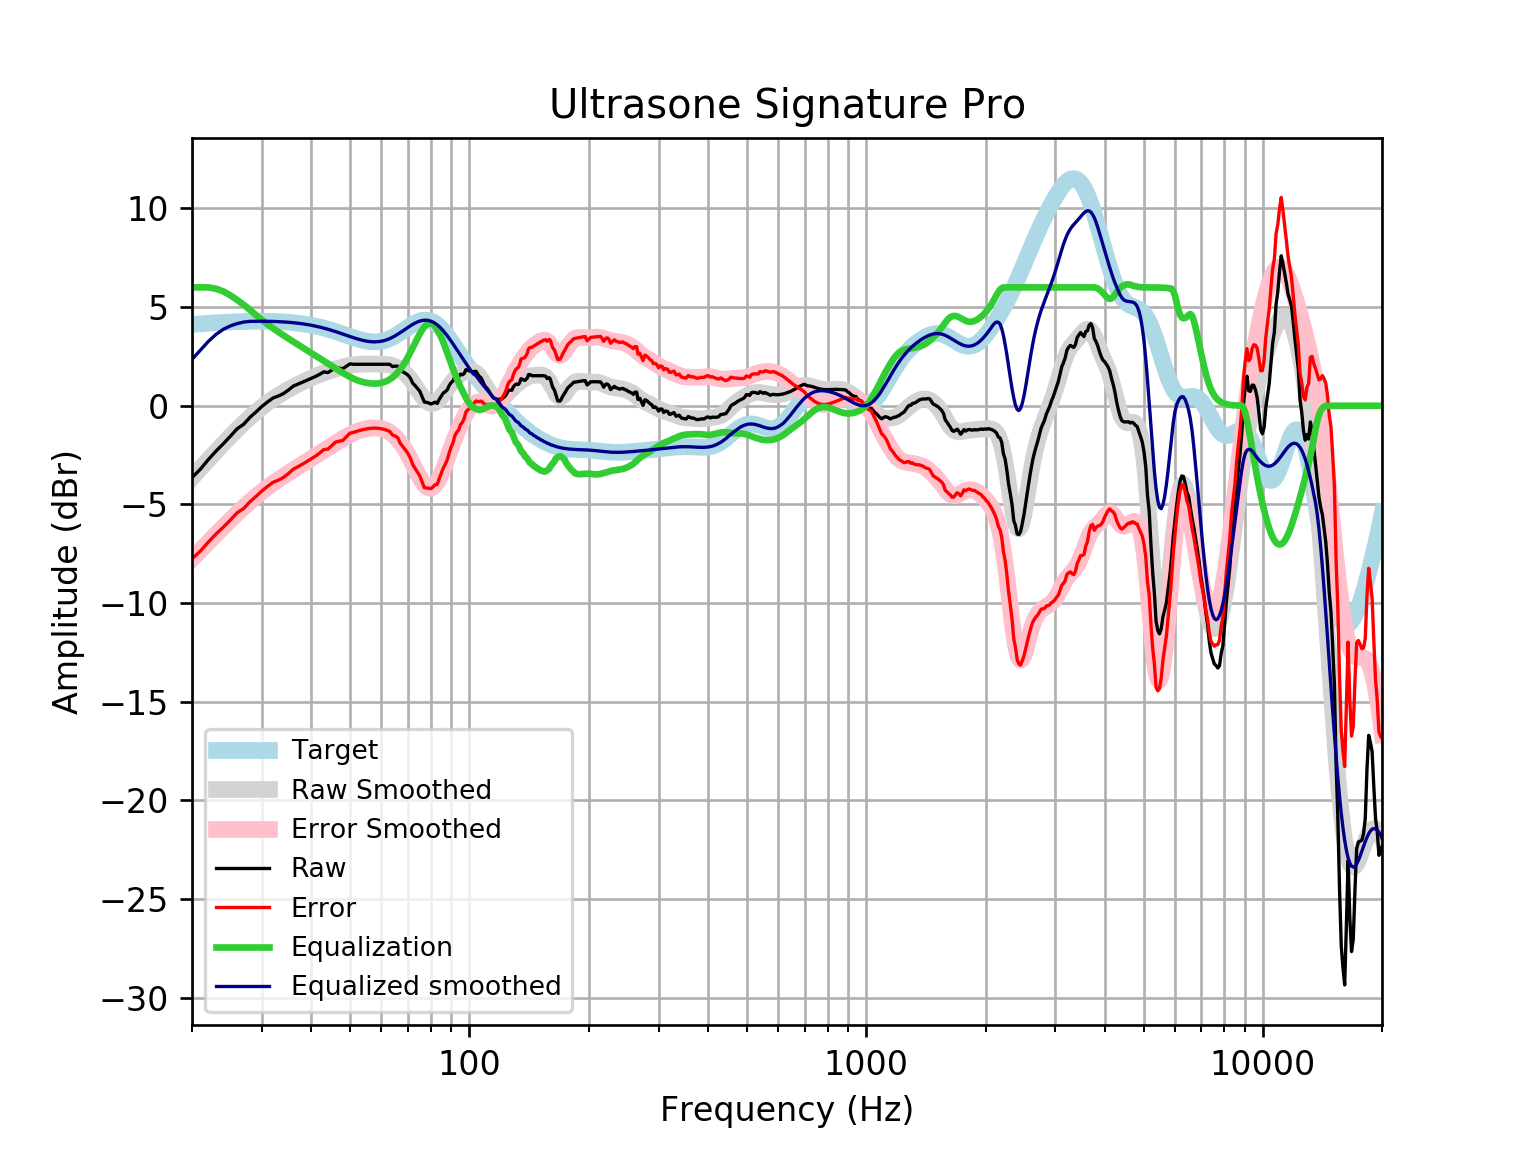 Ultrasone Signature Pro
10
5
0
−5
−10
−15
−20
−25
−30
Amplitude (dBr)
Target
Raw Smoothed
Error Smoothed
Raw
Error
Equalization
Equalized smoothed
100
1000
10000
Frequency (Hz)